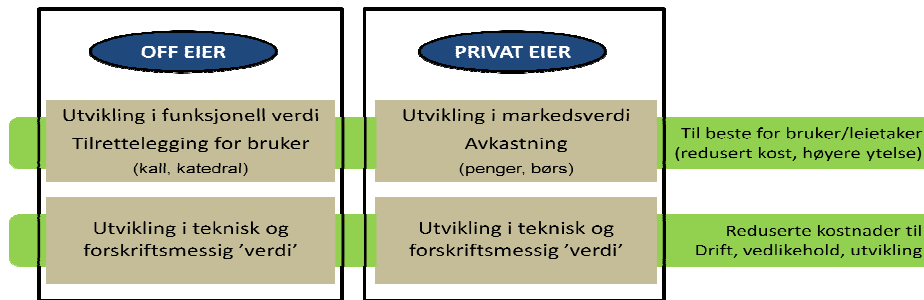 OFF EIER
Utvikling i funksjonell verdi
Tilrettelegging for bruker
(kall, katedral)
Utvikling i teknisk og
forskriftsmessig ’verdi’
PRIVAT EIER
Utvikling i markedsverdi
Avkastning
(penger, børs)
Utvikling i teknisk og
forskriftsmessig ’verdi’
Til beste for bruker/leietaker
(redusert kost, høyere ytelse)
Reduserte kostnader til
Drift, vedlikehold, utvikling